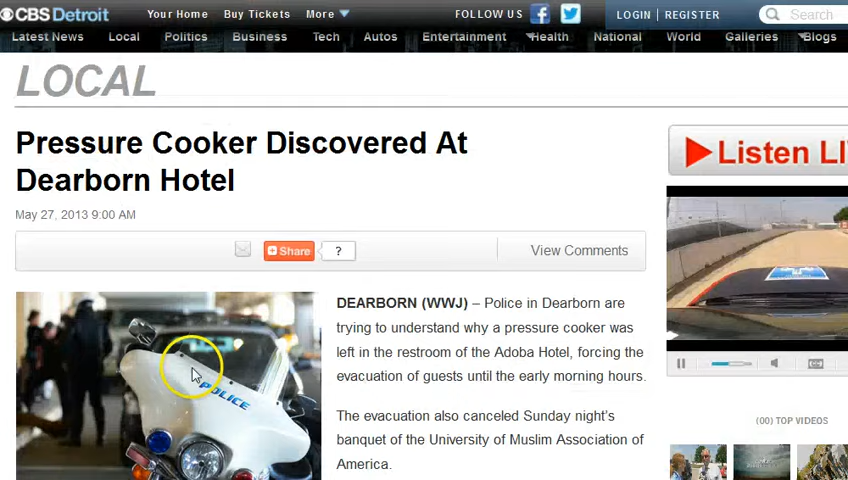 CBS Detroit Your Home Buy Tickets More FOLLOW US LOGIN | REGISTER Search
Latest News Local Politics Business Tech Autos Entertainment Health National World Galleries Blogs
LOCAL
Pressure Cooker Discovered At
Dearborn Hotel
May 27, 2013 9:00 AM
Share ? View Comments
Listen LI
POLICE
DEARBORN (WWJ) – Police in Dearborn are
trying to understand why a pressure cooker was
left in the restroom of the Adoba Hotel, forcing the
evacuation of guests until the early morning hours.
The evacuation also canceled Sunday night's
banquet of the University of Muslim Association of
America.
(00) TOP VIDEOS